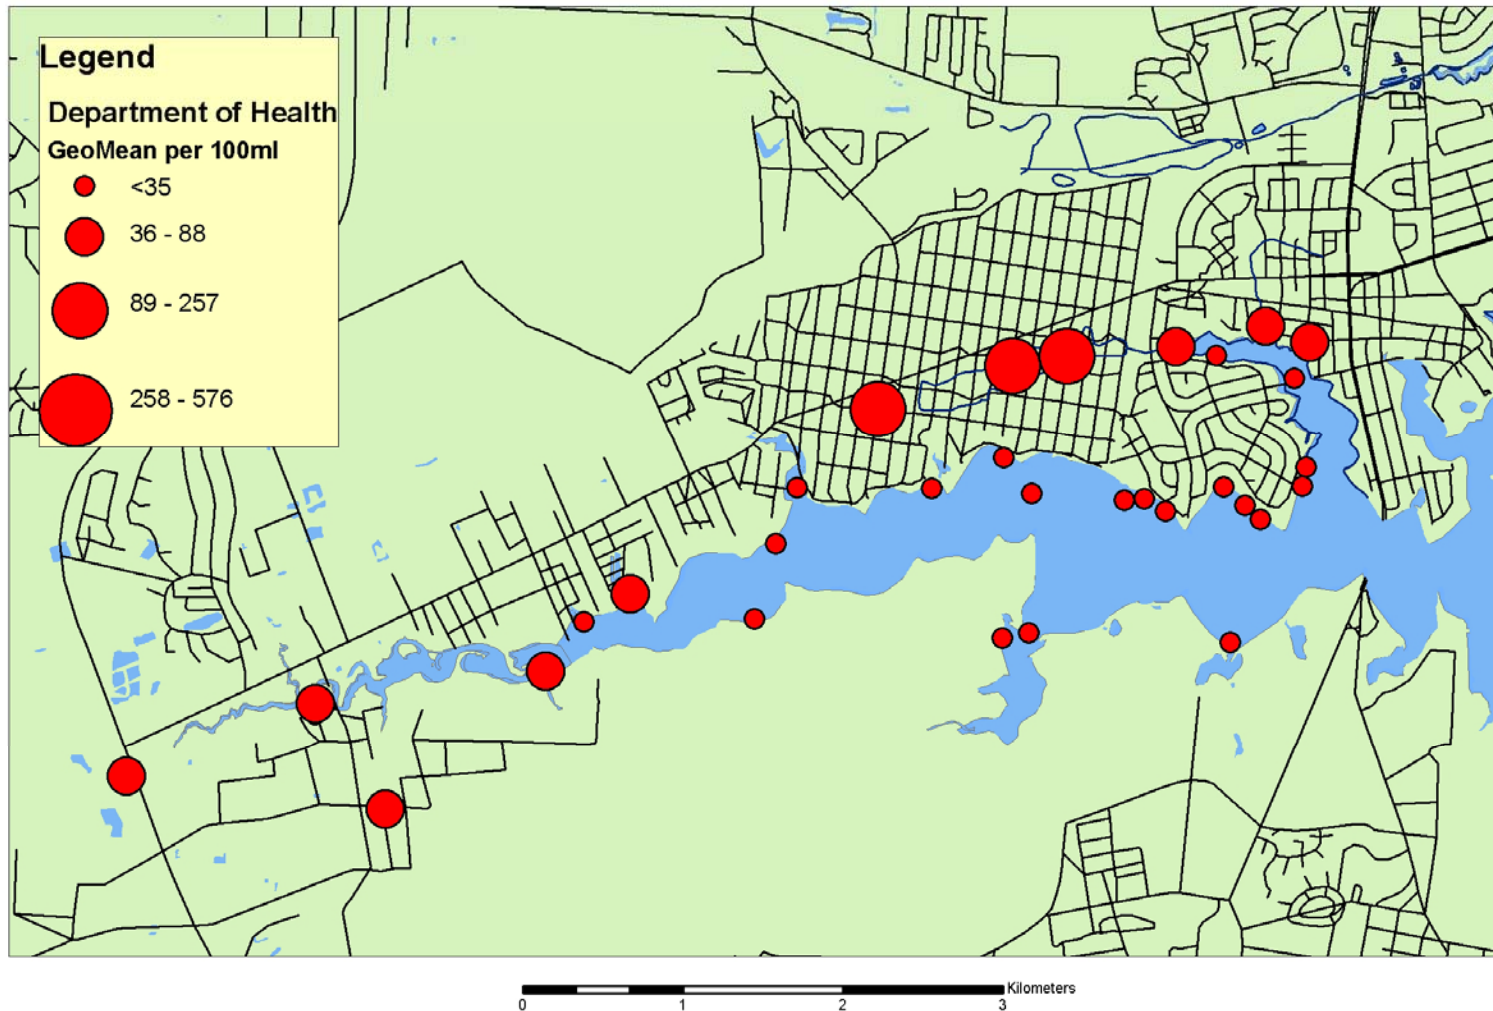 Legend
Department of Health
GeoMean per 100ml
<35
36 - 88
89 - 257
258 - 576
Kilometers
0 1 2 3